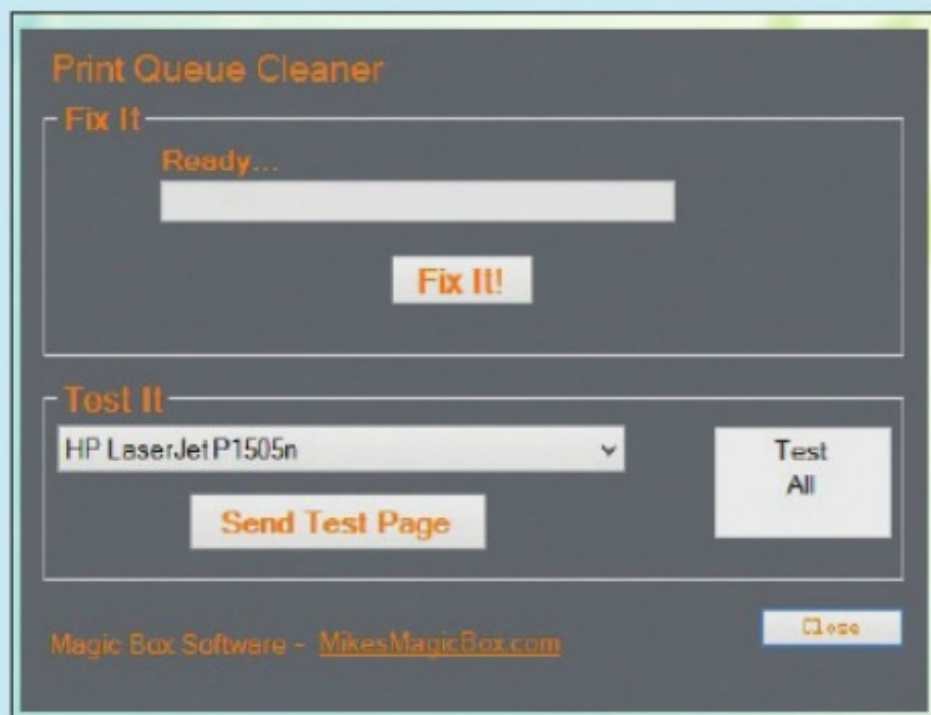 Print Queue Cleaner
Fix It
Ready...
Fix It!
Test It
HP LaserJet P1505n
Test
All
Send Test Page
Close
Magic Box Software - MikesMagicBox.com